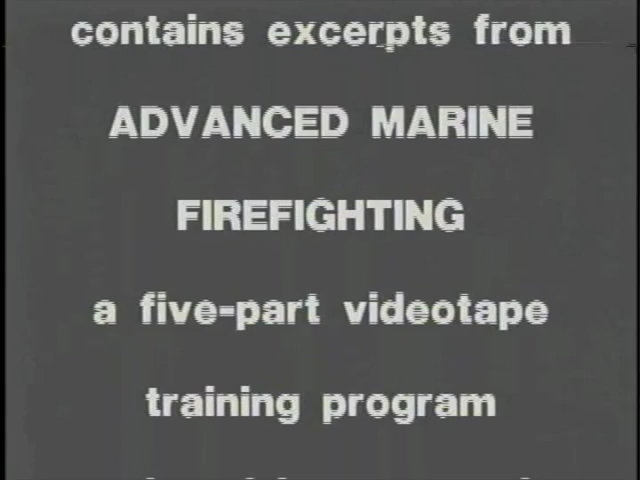 contains excerpts from
ADVANCED MARINE
FIREFIGHTING
a five-part videotape
training program